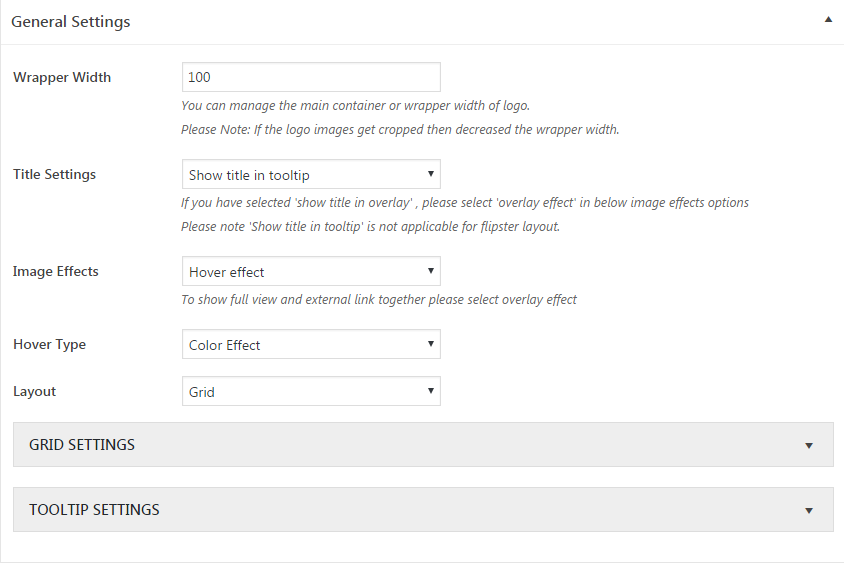 General Settings
Wrapper Width 100
You can manage the main container or wrapper width of logo.
Please Note: If the logo images get cropped then decreased the wrapper width.
Title Settings Show title in tooltip
If you have selected 'show title in overlay' , please select 'overlay effect' in below image effects options
Please note 'Show title in tooltip' is not applicable for flipster layout.
Image Effects Hover effect
To show full view and external link together please select overlay effect
Hover Type Color Effect
Layout Grid
GRID SETTINGS
TOOLTIP SETTINGS